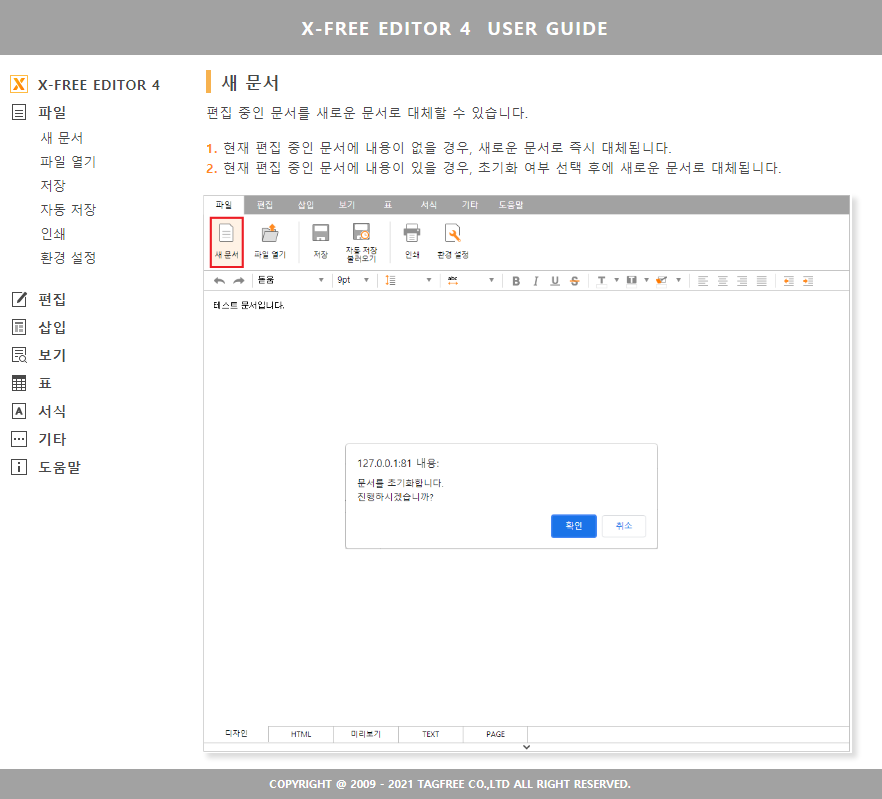 X-FREE EDITOR 4 USER GUIDE
X-FREE EDITOR 4
파일
새 문서
파일 열기
저장
자동 저장
인쇄
환경 설정
편집
삽입
보기
표
서식
기타
도움말
새 문서
편집 중인 문서를 새로운 문서로 대체할 수 있습니다.
1. 현재 편집 중인 문서에 내용이 없을 경우, 새로운 문서로 즉시 대체됩니다.
2. 현재 편집 중인 문서에 내용이 있을 경우, 초기화 여부 선택 후에 새로운 문서로 대체됩니다.
파일 편집 삽입 보기 표 서식 기타 도움말
새 문서 파일 열기 저장 자동 저장 불러오기 인쇄 환경 설정
돋움 9pt abc B I U S T T
테스트 문서입니다.
127.0.0.1:81 내용:
문서를 초기화합니다.
진행하시겠습니까?
확인 취소
디자인 HTML 미리보기 TEXT PAGE
COPYRIGHT @ 2009 - 2021 TAGFREE CO.,LTD ALL RIGHT RESERVED.